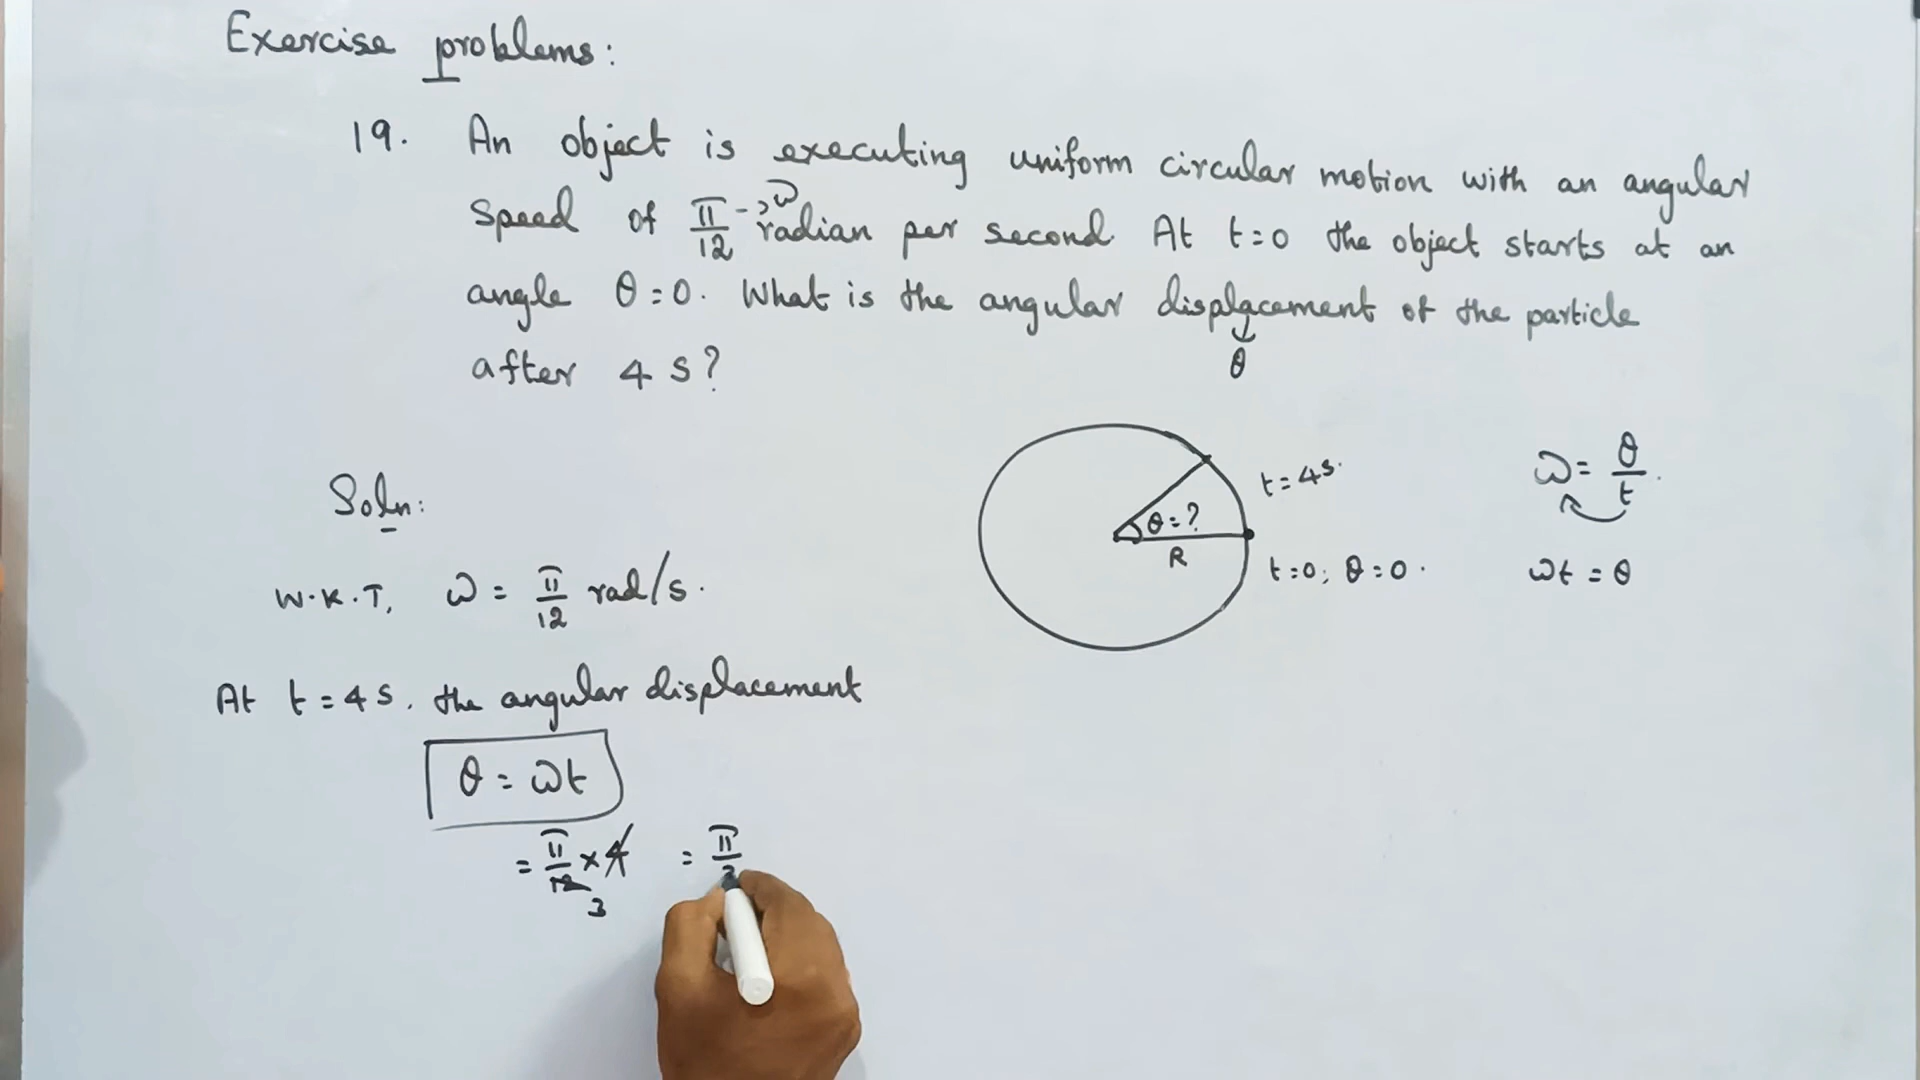 Exercise problems:
19. An object is executing uniform circular motion with an angular
speed of π/12 → ω radian per second. At t=0 the object starts at an
angle θ=0. What is the angular displacement of the particle
↓
θ
after 4 s?
Soln:
W.K.T, ω = π/12 rad/s.
At t=4s, the angular displacement
θ = ωt
= π/12 × 4 = π/3
3
t=4s.
θ=?
R
t=0; θ=0.
ω = θ/t.
ωt = θ